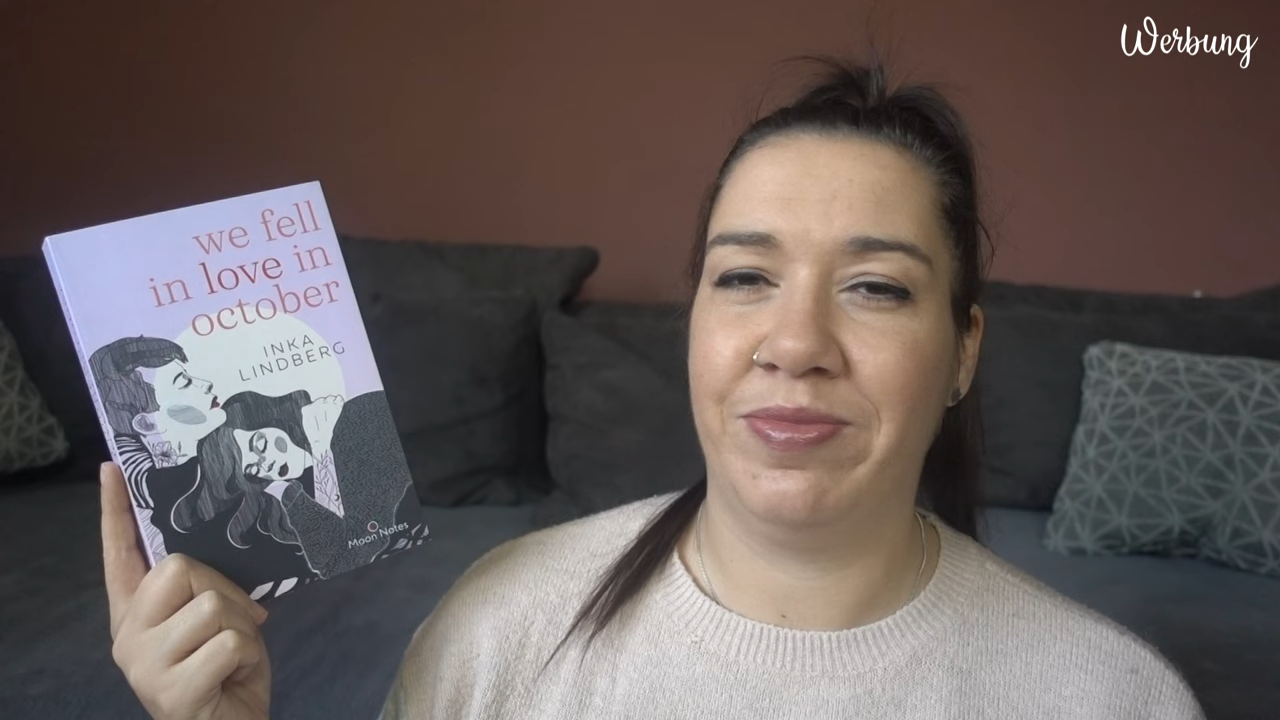 Werbung
we fell
in love in
october
INKA
LINDBERG
Moon Notes